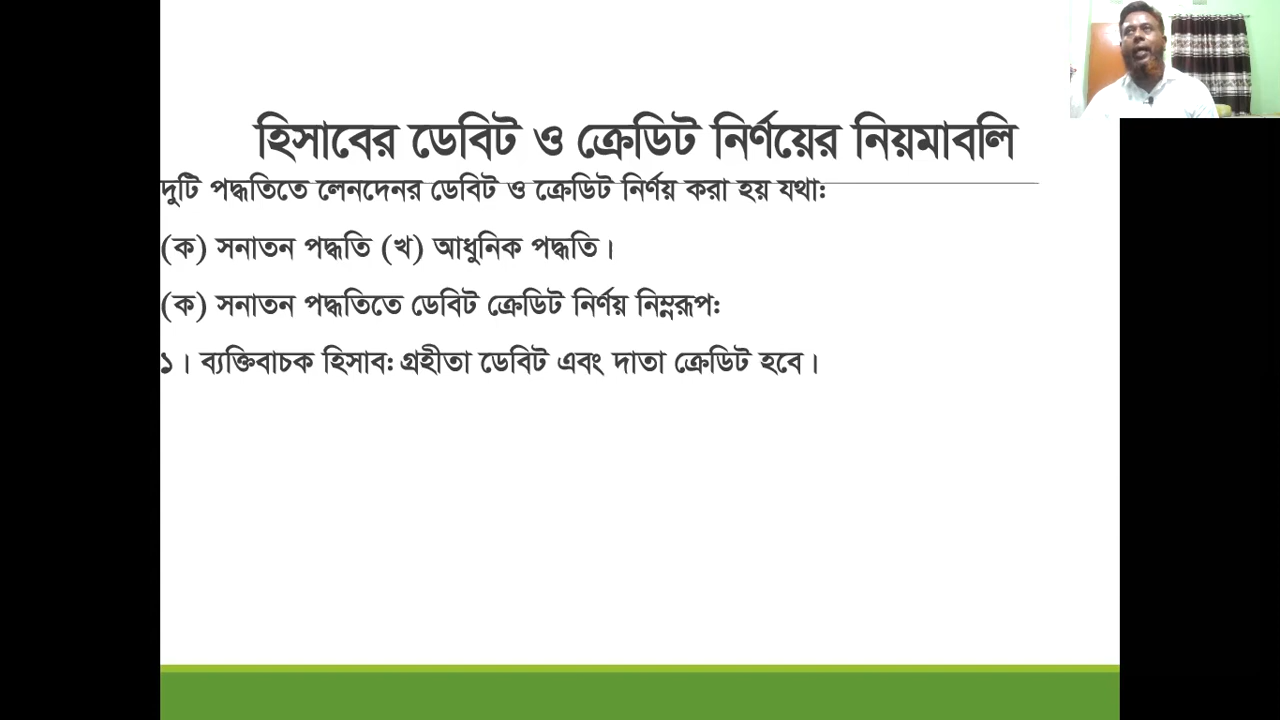 হিসাবের ডেবিট ও ক্রেডিট নির্ণয়ের নিয়মাবলি
দুটি পদ্ধতিতে লেনদেনর ডেবিট ও ক্রেডিট নির্ণয় করা হয় যথা:
(ক) সনাতন পদ্ধতি (খ) আধুনিক পদ্ধতি।
(ক) সনাতন পদ্ধতিতে ডেবিট ক্রেডিট নির্ণয় নিম্নরূপ:
১। ব্যক্তিবাচক হিসাব: গ্রহীতা ডেবিট এবং দাতা ক্রেডিট হবে।